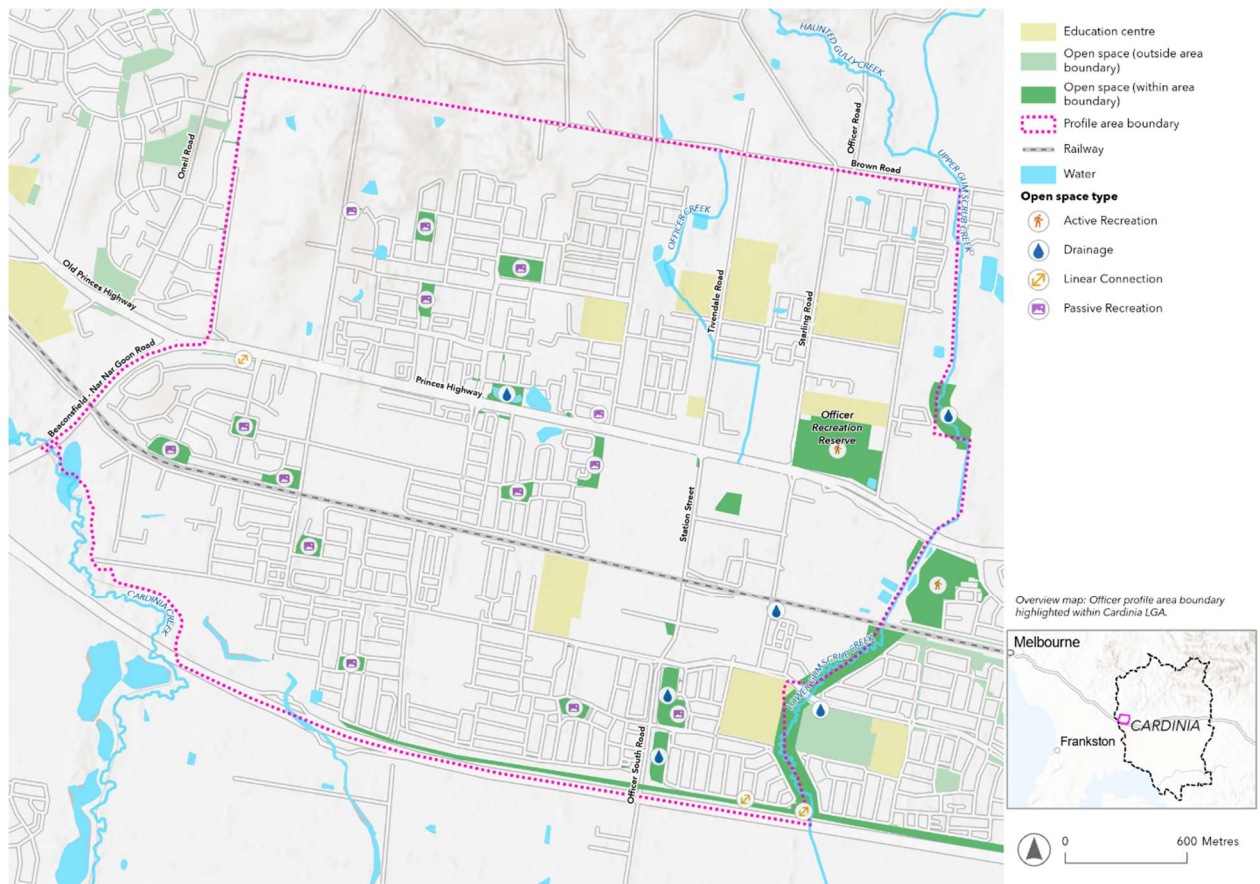 HAUNTED GULLY CREEK
Officer Road
Brown Road
UPPER GUM SCRUB CREEK
Oneil Road
OFFICER CREEK
Old Princes Highway
Tivendale Road
Starling Road
Beaconsfield - Nar Nar Goon Road
Princes Highway
Officer
Recreation
Reserve
Station Street
CARDINIA CREEK
LOWER GUM SCRUB CREEK
Officer South Road
Education centre
Open space (outside area
boundary)
Open space (within area
boundary)
Profile area boundary
Railway
Water
Open space type
Active Recreation
Drainage
Linear Connection
Passive Recreation
Overview map: Officer profile area boundary
highlighted within Cardinia LGA.
Melbourne
CARDINIA
Frankston
0
600 Metres